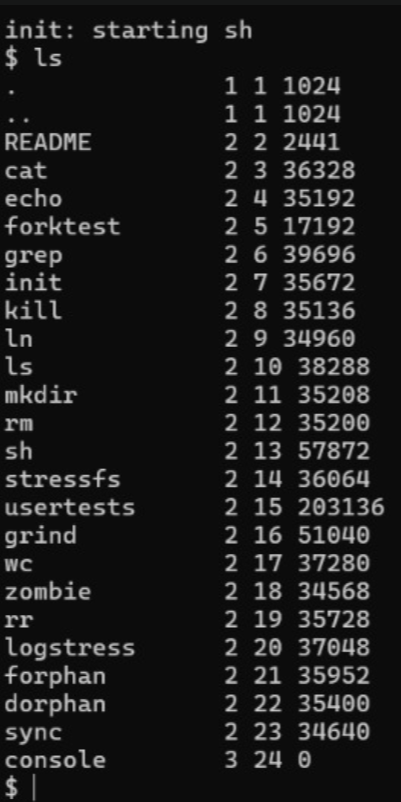 init: starting sh
$ ls
.              1 1 1024
..             1 1 1024
README         2 2 2441
cat            2 3 36328
echo           2 4 35192
forktest       2 5 17192
grep           2 6 39696
init           2 7 35672
kill           2 8 35136
ln             2 9 34960
ls             2 10 38288
mkdir          2 11 35208
rm             2 12 35200
sh             2 13 57872
stressfs       2 14 36064
usertests      2 15 203136
grind          2 16 51040
wc             2 17 37280
zombie         2 18 34568
rr             2 19 35728
logstress      2 20 37048
forphan        2 21 35952
dorphan        2 22 35400
sync           2 23 34640
console        3 24 0
$